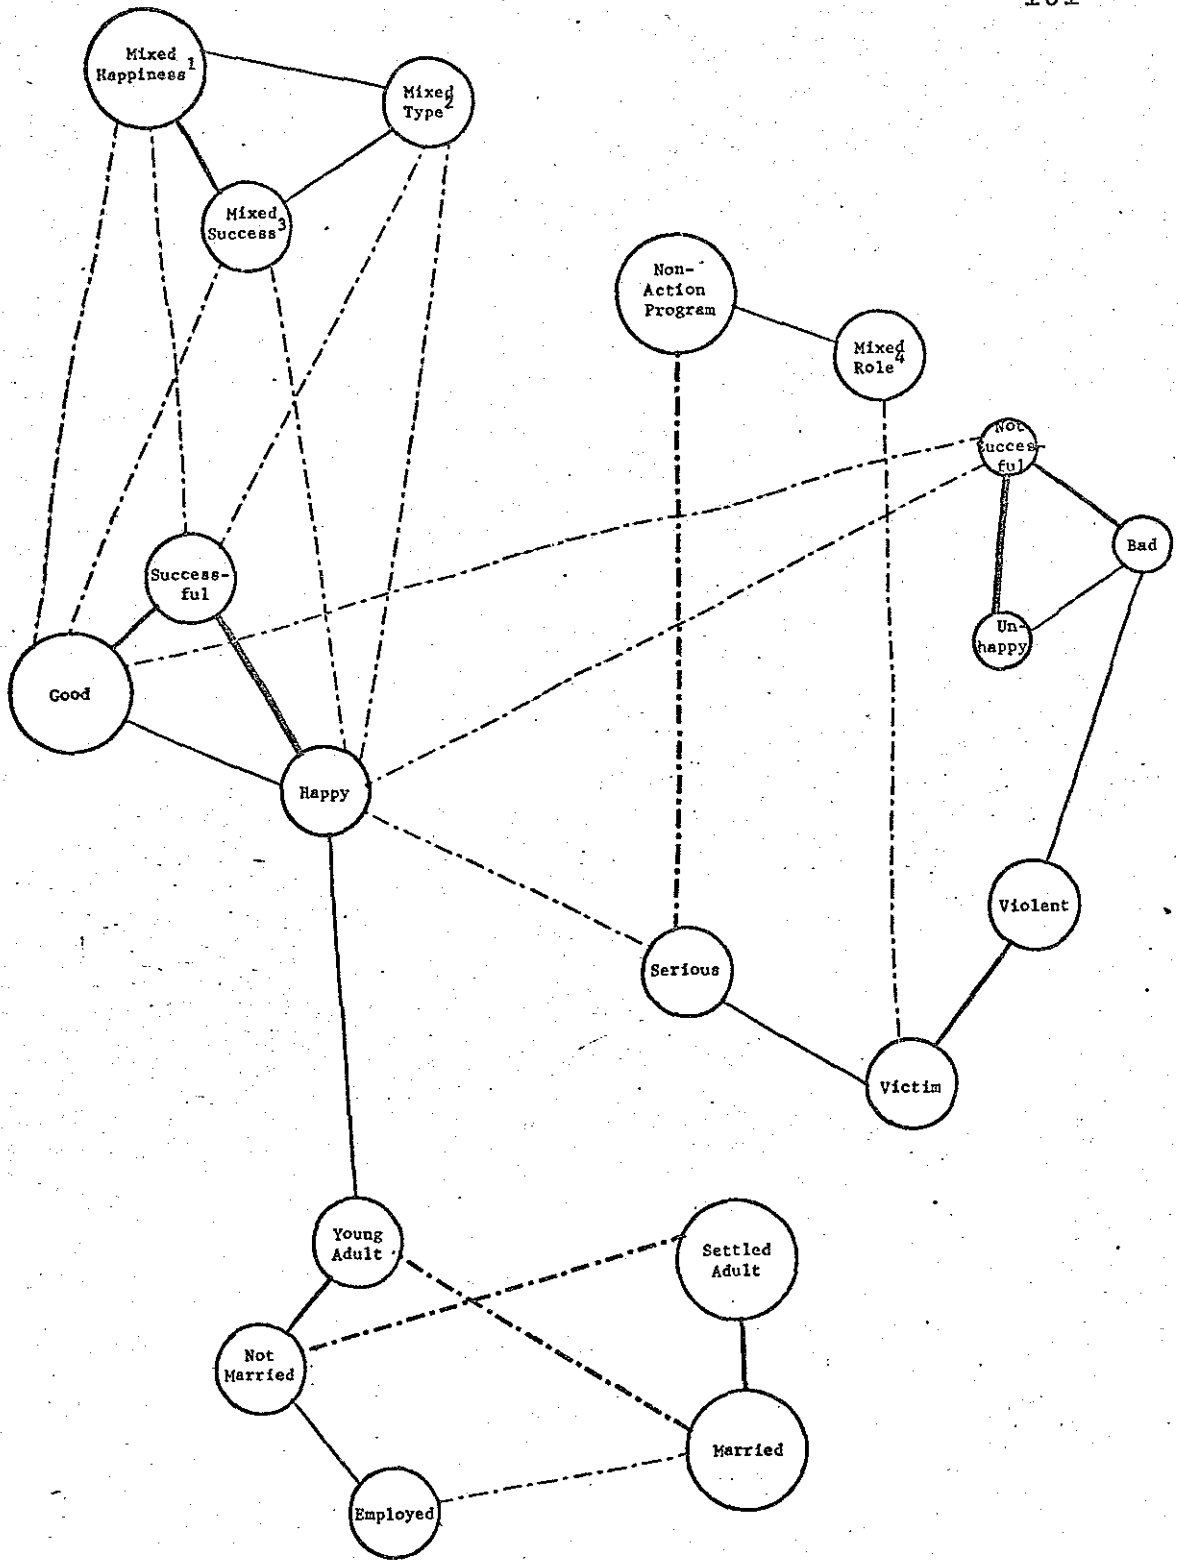 Mixed
Happiness1
Mixed
Type2
Mixed
Success3
Non-
Action
Program
Mixed
Role4
Not
Succes-
ful
Bad
Success-
ful
Un-
happy
Good
Happy
Violent
Serious
Victim
Young
Adult
Settled
Adult
Not
Married
Married
Employed